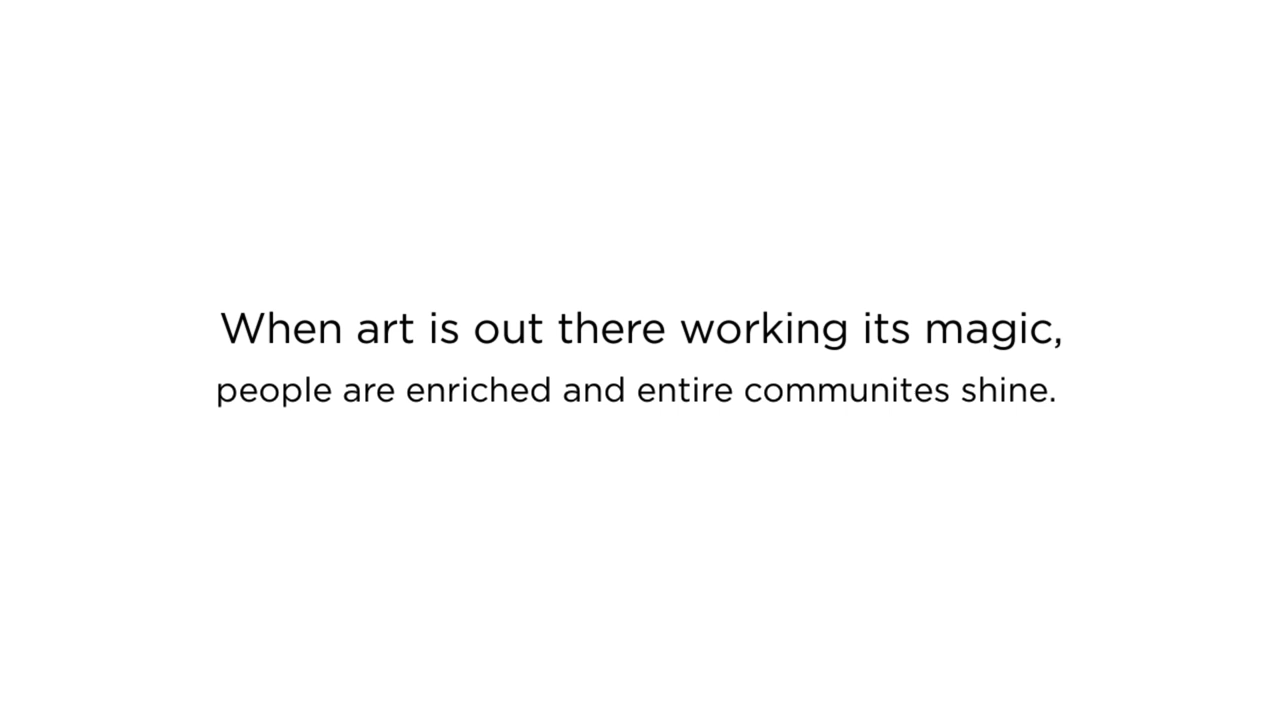 When art is out there working its magic,
people are enriched and entire communites shine.